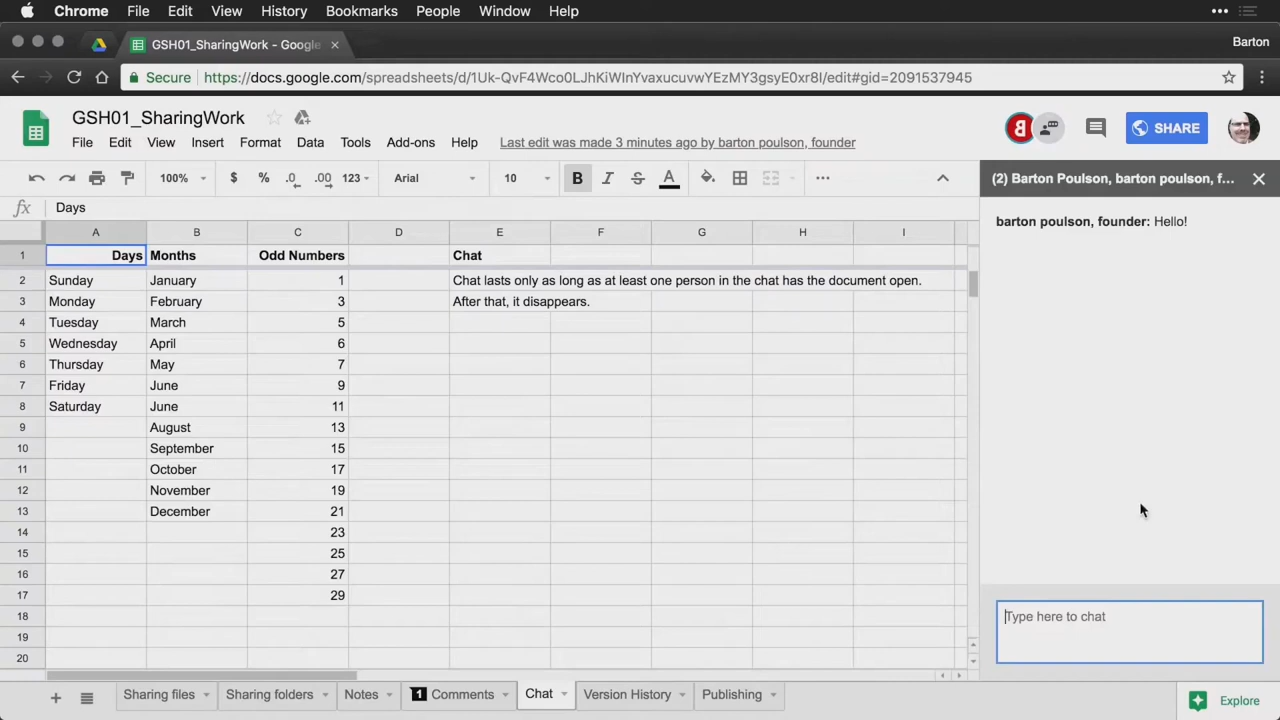 Chrome File Edit View History Bookmarks People Window Help
GSH01_SharingWork - Google
Barton
Secure https://docs.google.com/spreadsheets/d/1Uk-QvF4Wco0LJhKiWInYvaxucuvwYEzMY3gsyE0xr8I/edit#gid=2091537945
GSH01_SharingWork
SHARE
File Edit View Insert Format Data Tools Add-ons Help Last edit was made 3 minutes ago by barton poulson, founder
100% $ % .0 .00 123 Arial 10 B I S A
(2) Barton Poulson, barton poulson, f...
fx Days
barton poulson, founder: Hello!
A B C D E F G H I
1 Days Months Odd Numbers Chat
2 Sunday January 1 Chat lasts only as long as at least one person in the chat has the document open.
3 Monday February 3 After that, it disappears.
4 Tuesday March 5
5 Wednesday April 6
6 Thursday May 7
7 Friday June 9
8 Saturday June 11
9 August 13
10 September 15
11 October 17
12 November 19
13 December 21
14 23
15 25
16 27
17 29
18
19
20
Type here to chat
Sharing files Sharing folders Notes 1 Comments Chat Version History Publishing
Explore